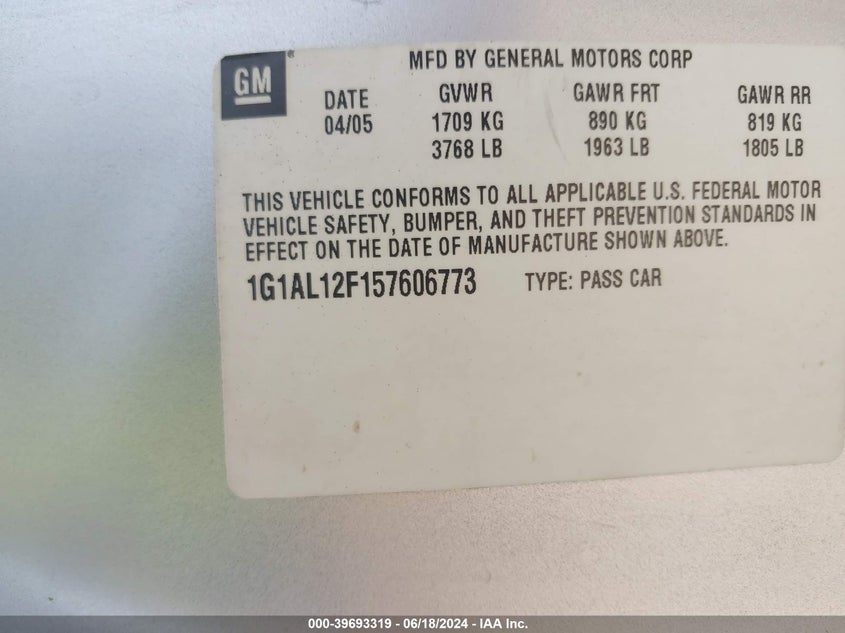 GM
MFD BY GENERAL MOTORS CORP
DATE GVWR GAWR FRT GAWR RR
04/05 1709 KG 890 KG 819 KG
3768 LB 1963 LB 1805 LB
THIS VEHICLE CONFORMS TO ALL APPLICABLE U.S. FEDERAL MOTOR
VEHICLE SAFETY, BUMPER, AND THEFT PREVENTION STANDARDS IN
EFFECT ON THE DATE OF MANUFACTURE SHOWN ABOVE.
1G1AL12F157606773 TYPE: PASS CAR
000-39693319 - 06/18/2024 - IAA Inc.